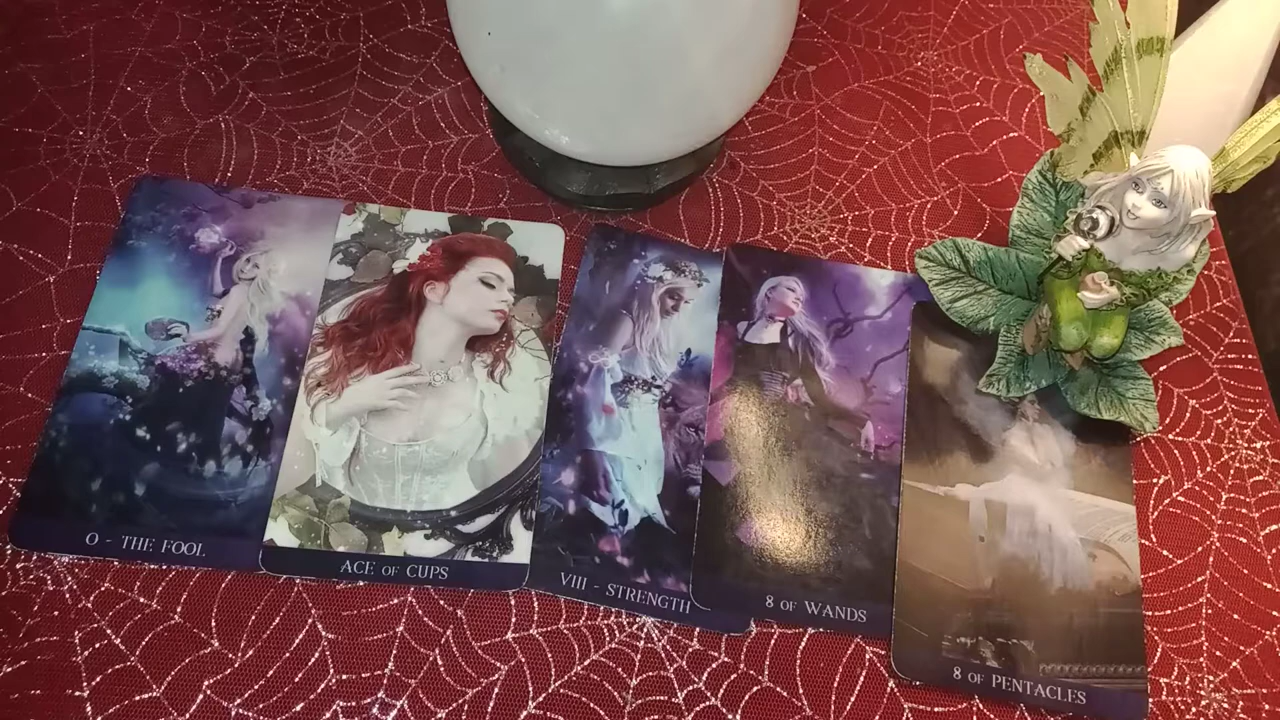 0 - THE FOOL
ACE OF CUPS
VIII - STRENGTH
8 OF WANDS
8 OF PENTACLES